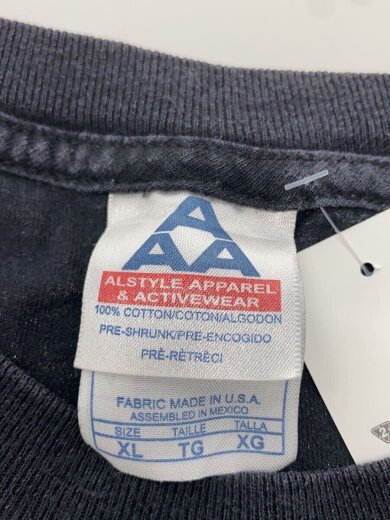 A
A A
ALSTYLE APPAREL
& ACTIVEWEAR
100% COTTON/COTON/ALGODON
PRE-SHRUNK/PRE-ENCOGIDO
PRÉ-RÉTRÉCI
FABRIC MADE IN U.S.A.
ASSEMBLED IN MEXICO
SIZE TAILLE TALLA
XL TG XG